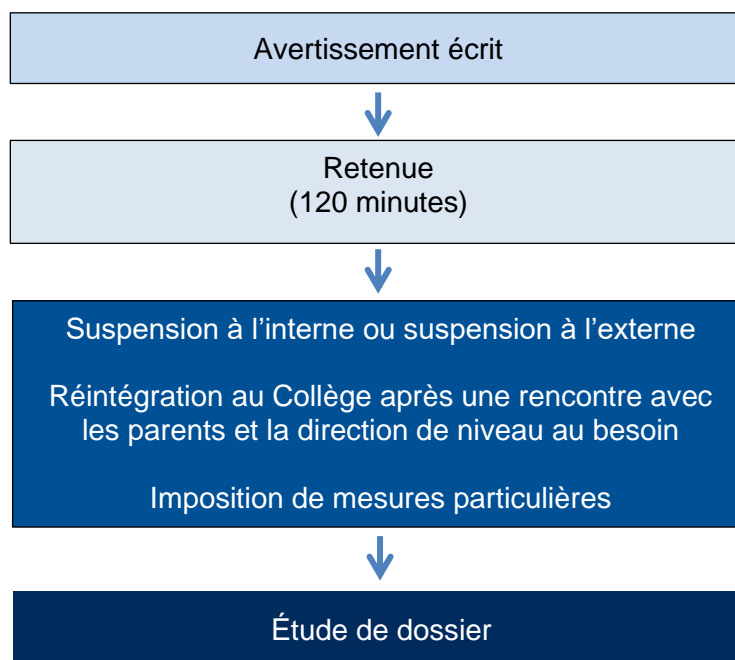 Avertissement écrit
Retenue
(120 minutes)
Suspension à l'interne ou suspension à l'externe
Réintégration au Collège après une rencontre avec
les parents et la direction de niveau au besoin
Imposition de mesures particulières
Étude de dossier